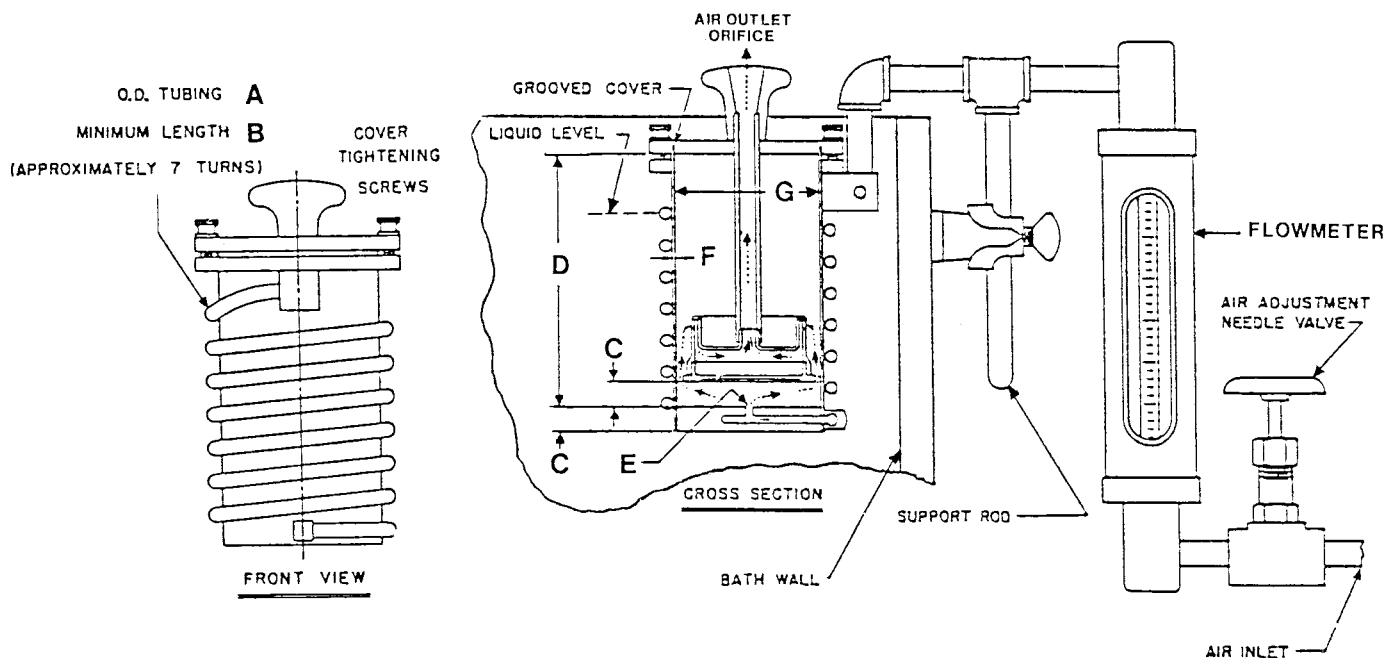 AIR OUTLET
ORIFICE
O.D. TUBING A
MINIMUM LENGTH B
(APPROXIMATELY 7 TURNS)
COVER
TIGHTENING
SCREWS
GROOVED COVER
LIQUID LEVEL
G
D
F
C
C
E
FLOWMETER
AIR ADJUSTMENT
NEEDLE VALVE
CROSS SECTION
SUPPORT ROD
BATH WALL
FRONT VIEW
AIR INLET